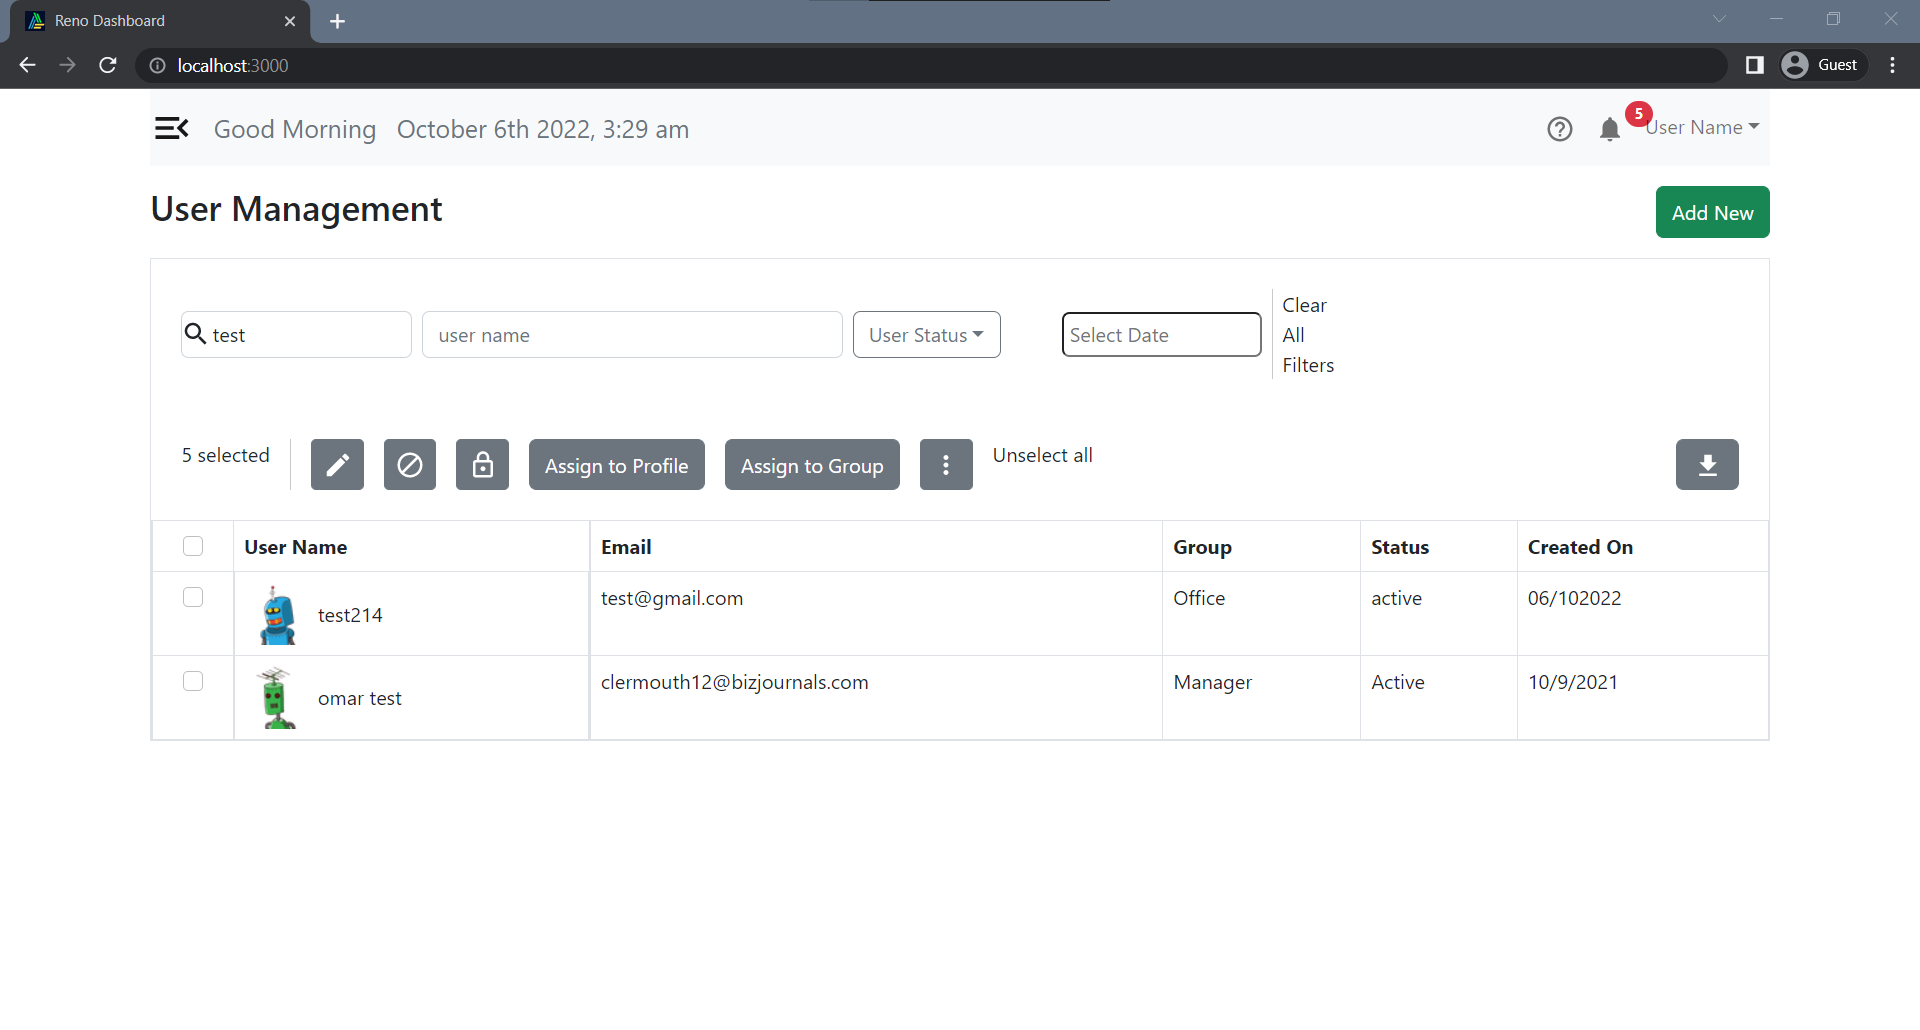 Reno Dashboard
localhost:3000
Guest
Good Morning October 6th 2022, 3:29 am
5
User Name
User Management
Add New
test
user name
User Status
Select Date
Clear
All
Filters
5 selected
Assign to Profile
Assign to Group
Unselect all
User Name Email Group Status Created On
test214 test@gmail.com Office active 06/102022
omar test clermouth12@bizjournals.com Manager Active 10/9/2021